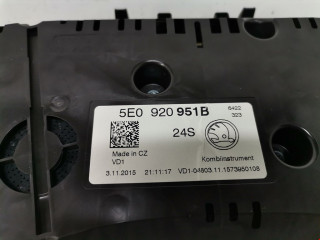 5E0 920 951B
24S
6422
323
Made in CZ
VD1
Kombiinstrument
3.11.2015 21:11:17 VD1-04803.11.1573950108